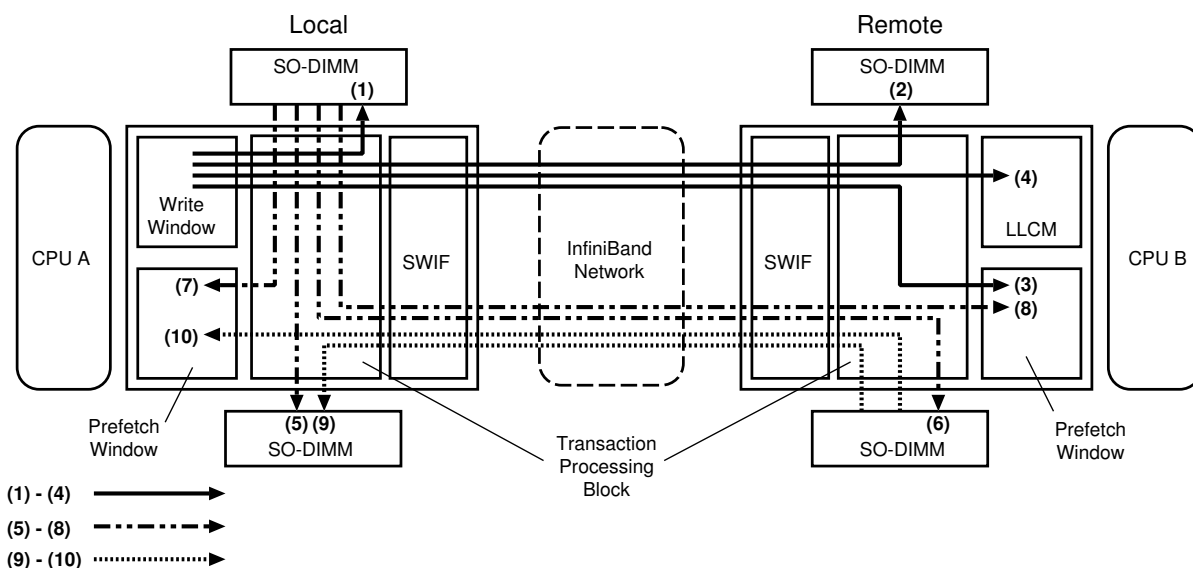 Local
Remote
SO-DIMM
(1)
SO-DIMM
(2)
CPU A
Write
Window
SWIF
InfiniBand
Network
SWIF
(4)
LLCM
CPU B
(7)
(3)
(8)
(10)
(5) (9)
SO-DIMM
(6)
SO-DIMM
Prefetch
Window
Transaction
Processing
Block
Prefetch
Window
(1) - (4)
(5) - (8)
(9) - (10)